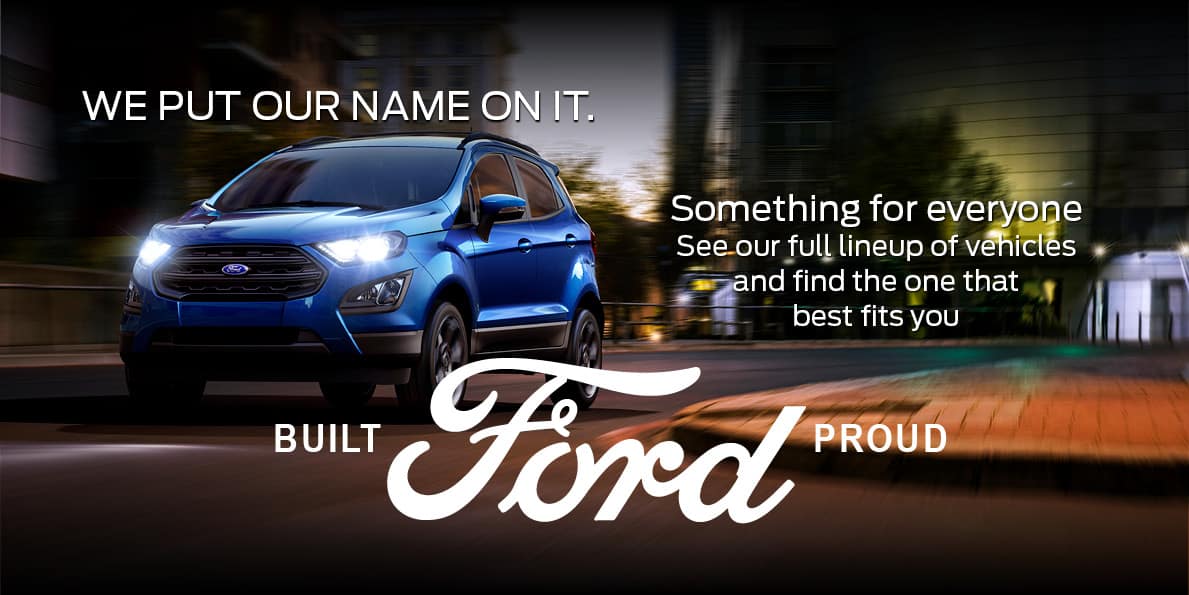 WE PUT OUR NAME ON IT.
Something for everyone
See our full lineup of vehicles
and find the one that
best fits you
Ford
BUILT Ford PROUD